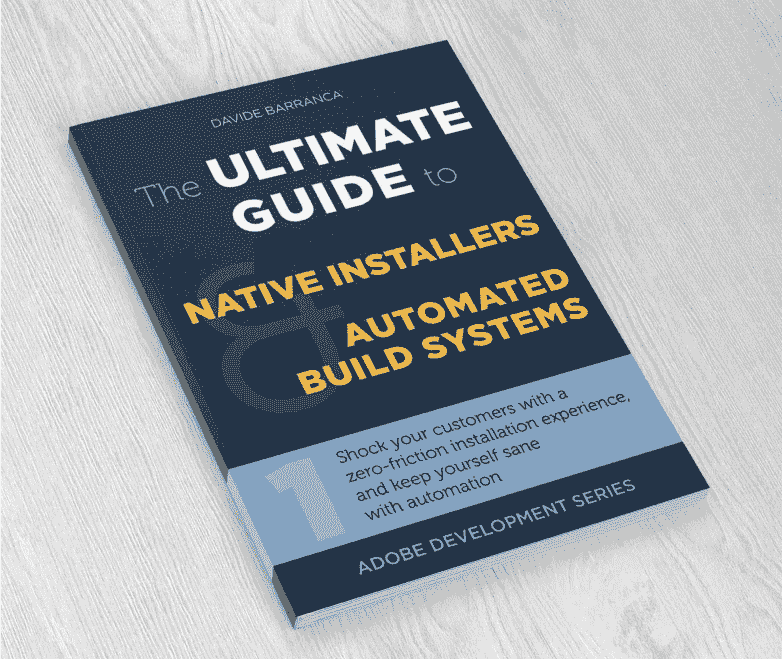 DAVIDE BARRANCA
The ULTIMATE
GUIDE to
NATIVE INSTALLERS
&
AUTOMATED
BUILD SYSTEMS
1
Shock your customers with a
zero-friction installation experience,
and keep yourself sane
with automation
ADOBE DEVELOPMENT SERIES